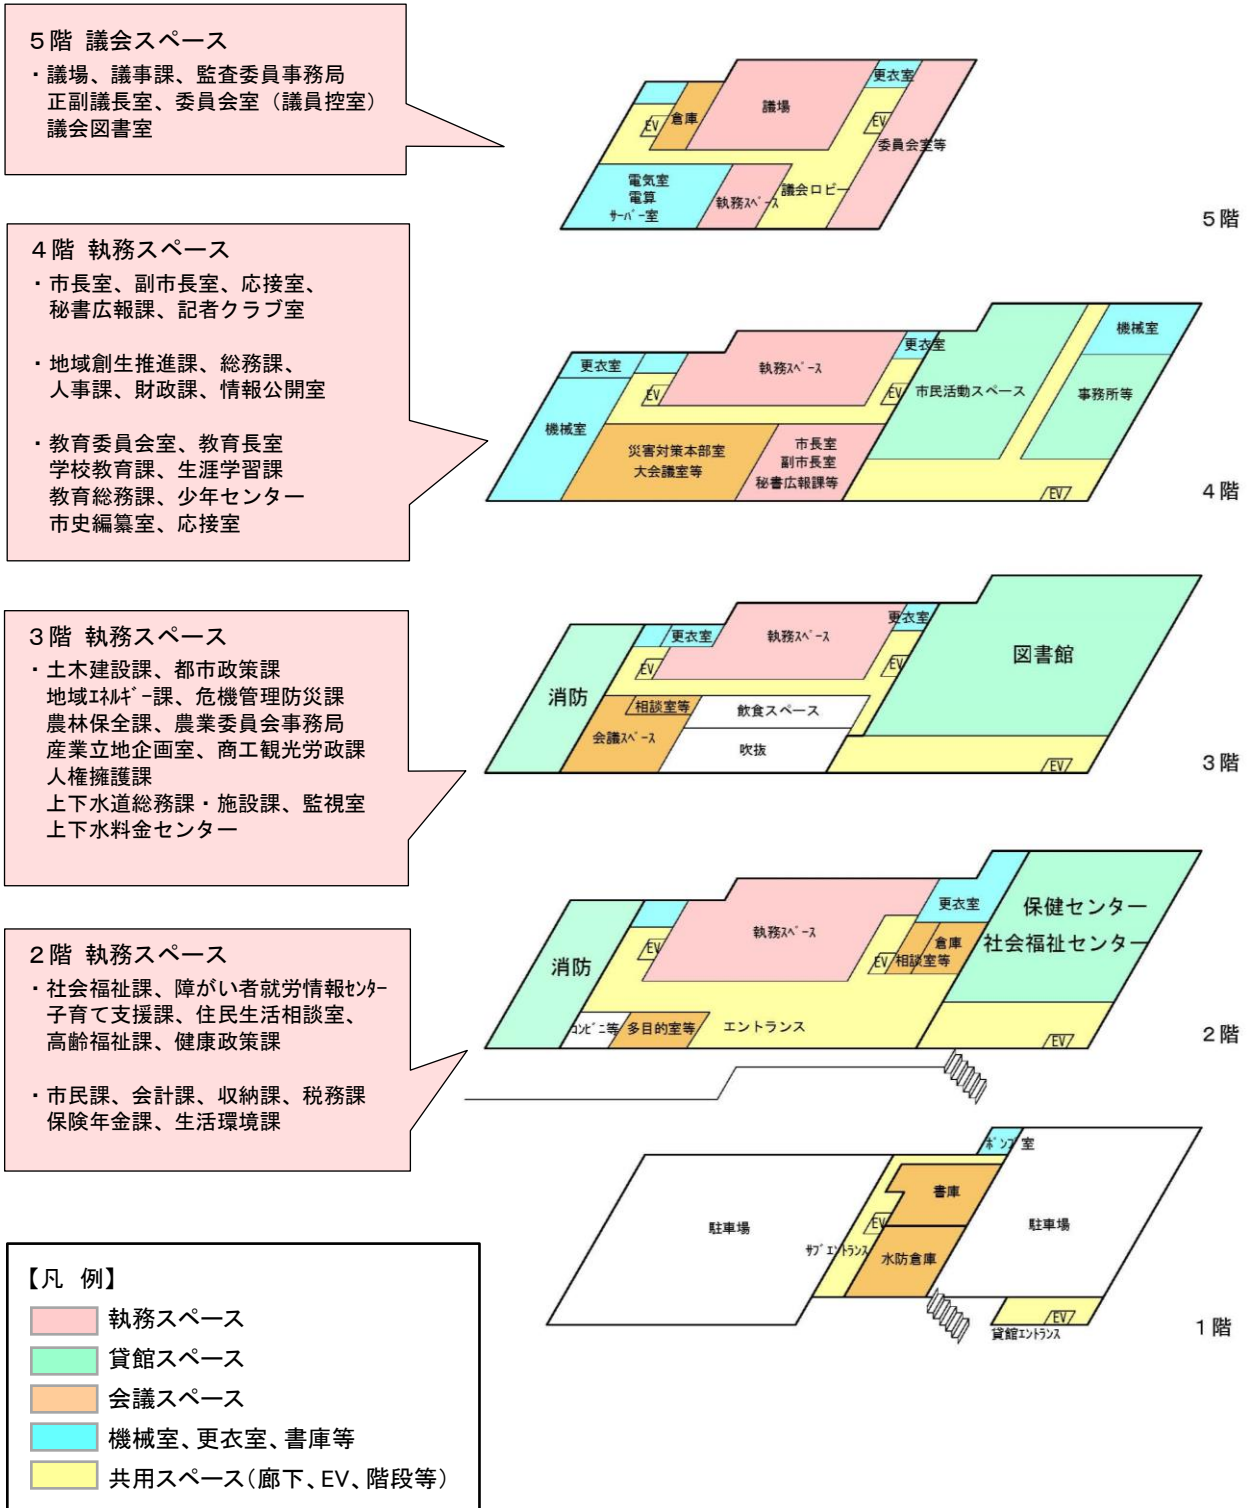 5階 議会スペース
・議場、議事課、監査委員事務局
正副議長室、委員会室（議員控室）
議会図書室
更衣室
議場
EV
倉庫
EV
委員会室等
電気室
電算
サーバー室
執務スペース
議会ロビー
5階
4階 執務スペース
・市長室、副市長室、応接室、
秘書広報課、記者クラブ室
・地域創生推進課、総務課、
人事課、財政課、情報公開室
・教育委員会室、教育長室
学校教育課、生涯学習課
教育総務課、少年センター
市史編纂室、応接室
機械室
更衣室
更衣室
執務スペース
EV
EV
市民活動スペース
事務所等
機械室
災害対策本部室
大会議室等
市長室
副市長室
秘書広報課等
EV
4階
3階 執務スペース
・土木建設課、都市政策課
地域エネルギー課、危機管理防災課
農林保全課、農業委員会事務局
産業立地企画室、商工観光労政課
人権擁護課
上下水道総務課・施設課、監視室
上下水料金センター
更衣室
執務スペース
更衣室
図書館
EV
EV
消防
相談室等
飲食スペース
会議スペース
吹抜
EV
3階
2階 執務スペース
・社会福祉課、障がい者就労情報センター
子育て支援課、住民生活相談室、
高齢福祉課、健康政策課
・市民課、会計課、収納課、税務課
保険年金課、生活環境課
更衣室
保健センター
社会福祉センター
執務スペース
倉庫
EV
EV
相談室等
消防
コンビニ等
多目的室等
エントランス
EV
2階
ポンプ室
書庫
駐車場
EV
駐車場
サブエントランス
水防倉庫
EV
貸館エントランス
1階
【凡 例】
執務スペース
貸館スペース
会議スペース
機械室、更衣室、書庫等
共用スペース（廊下、EV、階段等）